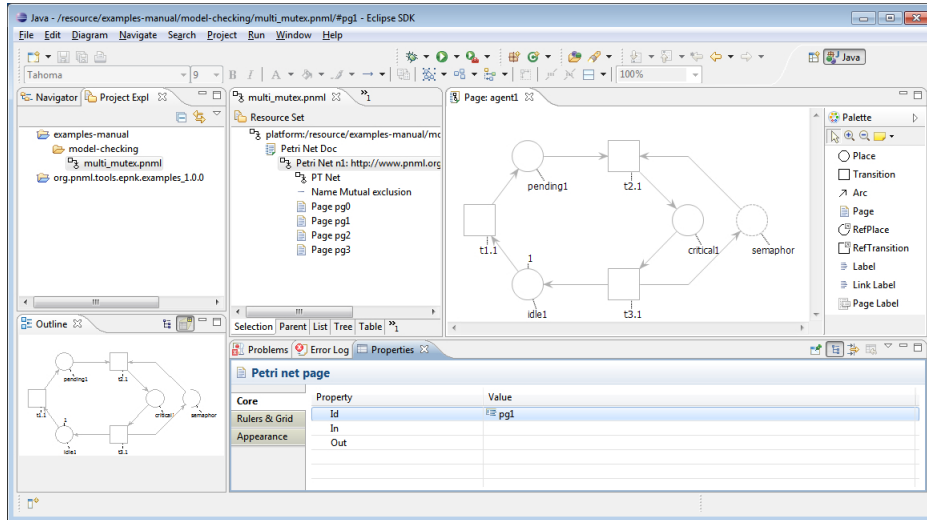 Java - /resource/examples-manual/model-checking/multi_mutex.pnml/#pg1 - Eclipse SDK
File Edit Diagram Navigate Search Project Run Window Help
Java
Tahoma 9 B I A 100%
Navigator Project Expl
examples-manual
model-checking
multi_mutex.pnml
org.pnml.tools.epnk.examples_1.0.0
multi_mutex.pnml »1
Resource Set
platform:/resource/examples-manual/mo
Petri Net Doc
Petri Net n1: http://www.pnml.org
PT Net
Name Mutual exclusion
Page pg0
Page pg1
Page pg2
Page pg3
Selection Parent List Tree Table »1
Page: agent1
pending1
t2.1
t1.1
critical1
semaphor
1
idle1
t3.1
Palette
Place
Transition
Arc
Page
RefPlace
RefTransition
Label
Link Label
Page Label
Outline
pending1
t2.1
t1.1
critical1
semaphor
1
idle1
t3.1
Problems Error Log Properties
Petri net page
Core
Rulers & Grid
Appearance
Property Value
Id pg1
In
Out